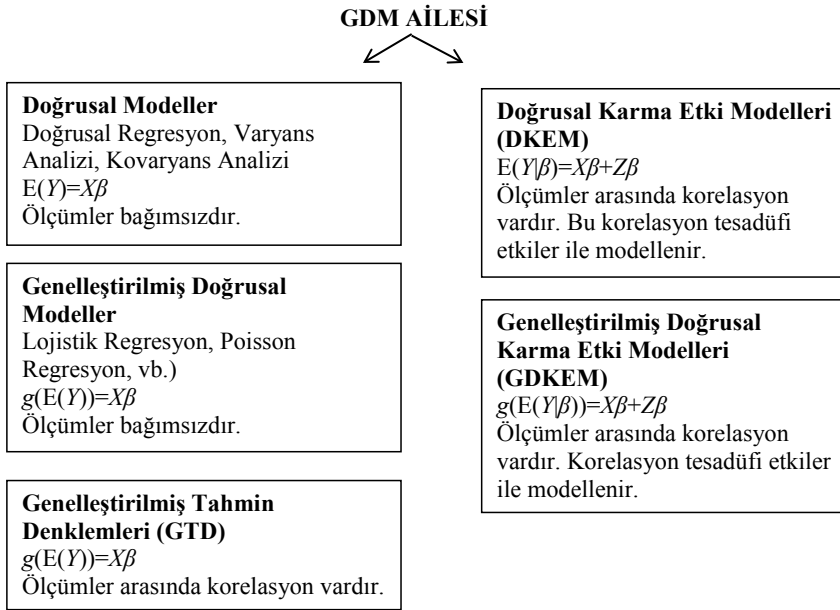 GDM AİLESİ
Doğrusal Modeller
Doğrusal Regresyon, Varyans
Analizi, Kovaryans Analizi
E(Y)=Xβ
Ölçümler bağımsızdır.
Genelleştirilmiş Doğrusal
Modeller
Lojistik Regresyon, Poisson
Regresyon, vb.)
g(E(Y))=Xβ
Ölçümler bağımsızdır.
Genelleştirilmiş Tahmin
Denklemleri (GTD)
g(E(Y))=Xβ
Ölçümler arasında korelasyon vardır.
Doğrusal Karma Etki Modelleri
(DKEM)
E(Y|β)=Xβ+Zβ
Ölçümler arasında korelasyon
vardır. Bu korelasyon tesadüfi
etkiler ile modellenir.
Genelleştirilmiş Doğrusal
Karma Etki Modelleri
(GDKEM)
g(E(Y|β))=Xβ+Zβ
Ölçümler arasında korelasyon
vardır. Korelasyon tesadüfi etkiler
ile modellenir.